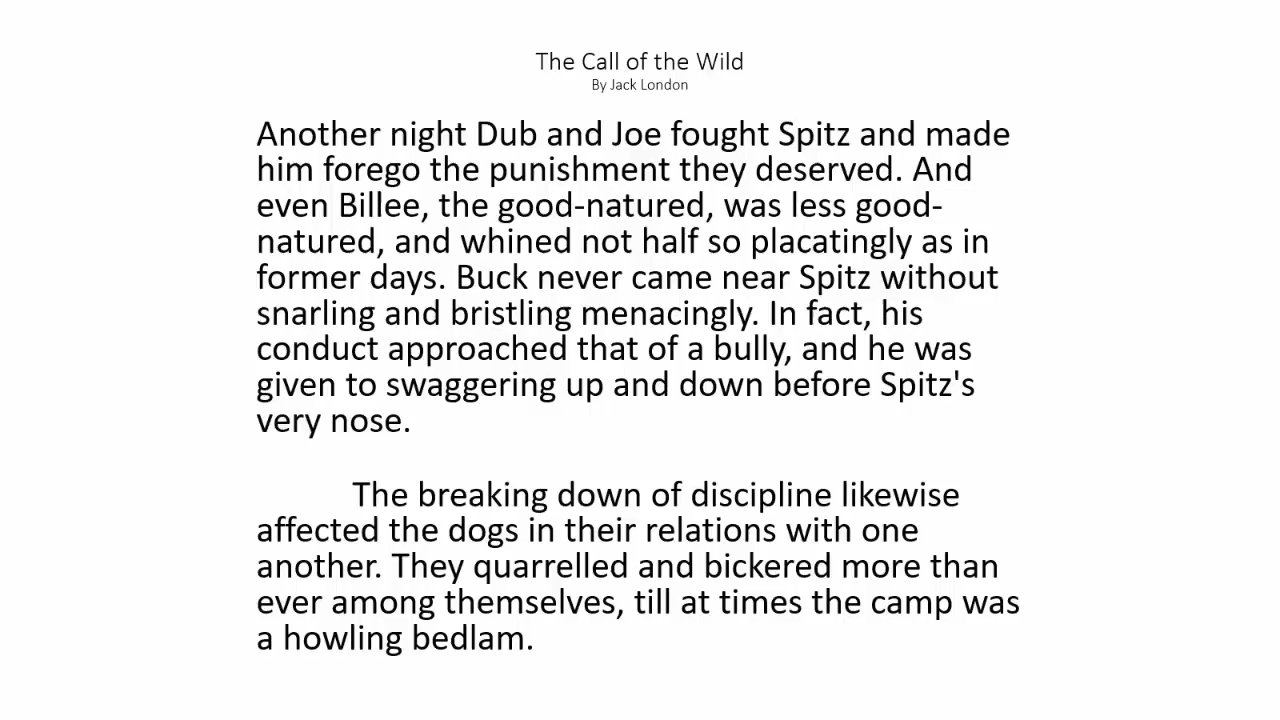 The Call of the Wild
By Jack London
Another night Dub and Joe fought Spitz and made
him forego the punishment they deserved. And
even Billee, the good-natured, was less good-
natured, and whined not half so placatingly as in
former days. Buck never came near Spitz without
snarling and bristling menacingly. In fact, his
conduct approached that of a bully, and he was
given to swaggering up and down before Spitz's
very nose.
The breaking down of discipline likewise
affected the dogs in their relations with one
another. They quarrelled and bickered more than
ever among themselves, till at times the camp was
a howling bedlam.